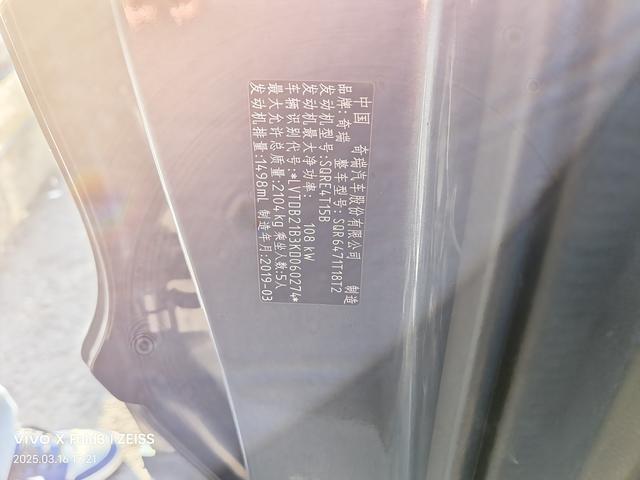 中国 奇瑞汽车股份有限公司 制造
品牌:奇瑞 整车型号:SQR6471T18T2
发动机型号:SQRE4T15B
发动机最大净功率: 108 kW
车辆识别代号:*LVTDB21B3KD060274*
最大允许总质量:2104kg 乘坐人数:5人
发动机排量:1498mL 制造年月:2019-03
vivo X Fold3 | ZEISS
2025.03.16 17:21